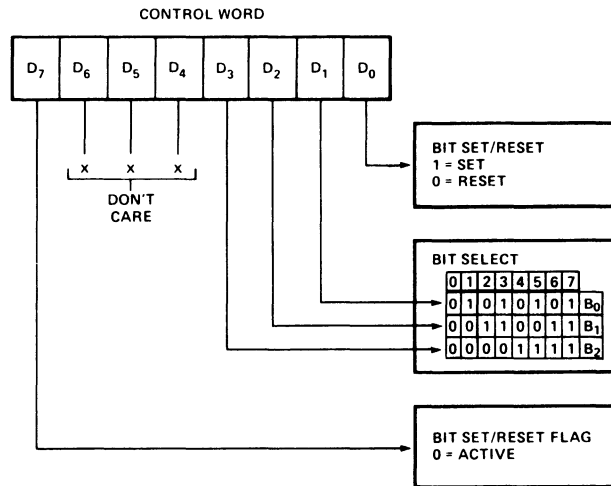 CONTROL WORD
D7 D6 D5 D4 D3 D2 D1 D0
x x x
DON'T
CARE
BIT SET/RESET
1 = SET
0 = RESET
BIT SELECT
0 1 2 3 4 5 6 7
0 1 0 1 0 1 0 1 B0
0 0 1 1 0 0 1 1 B1
0 0 0 0 1 1 1 1 B2
BIT SET/RESET FLAG
0 = ACTIVE